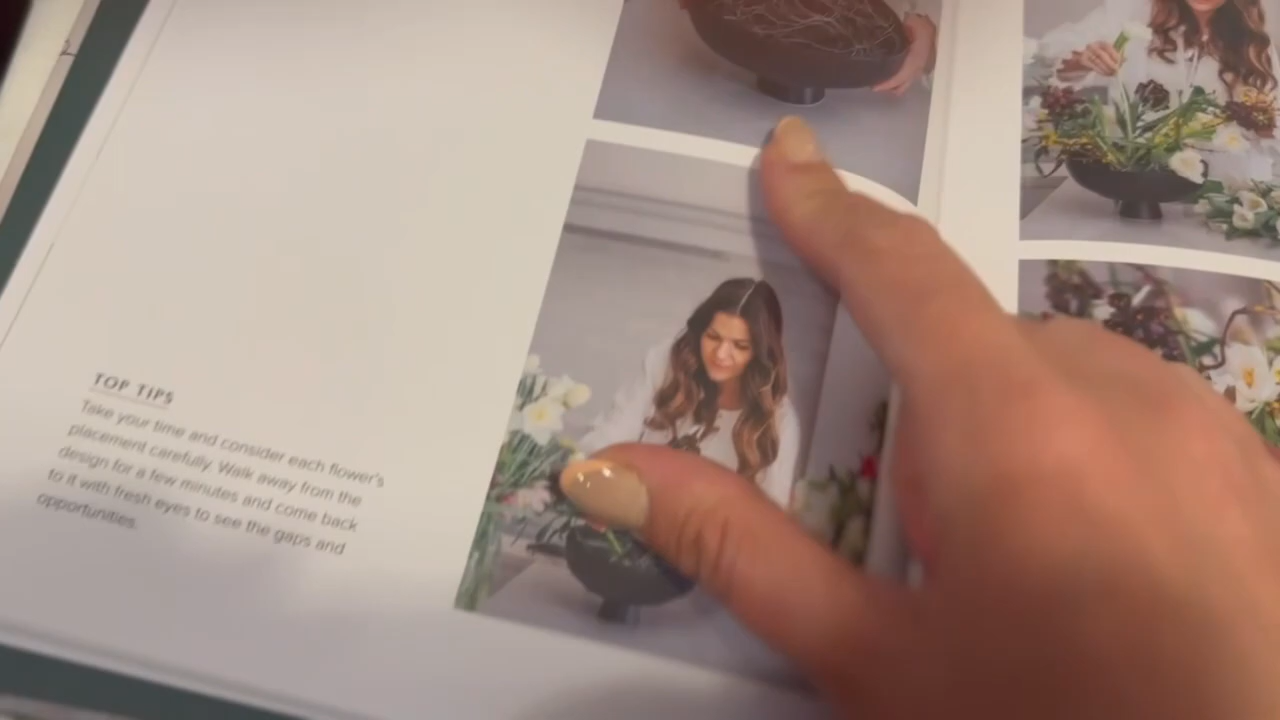 TOP TIPS
Take your time and consider each flower's
placement carefully. Walk away from the
design for a few minutes and come back
to it with fresh eyes to see the gaps and
opportunities.